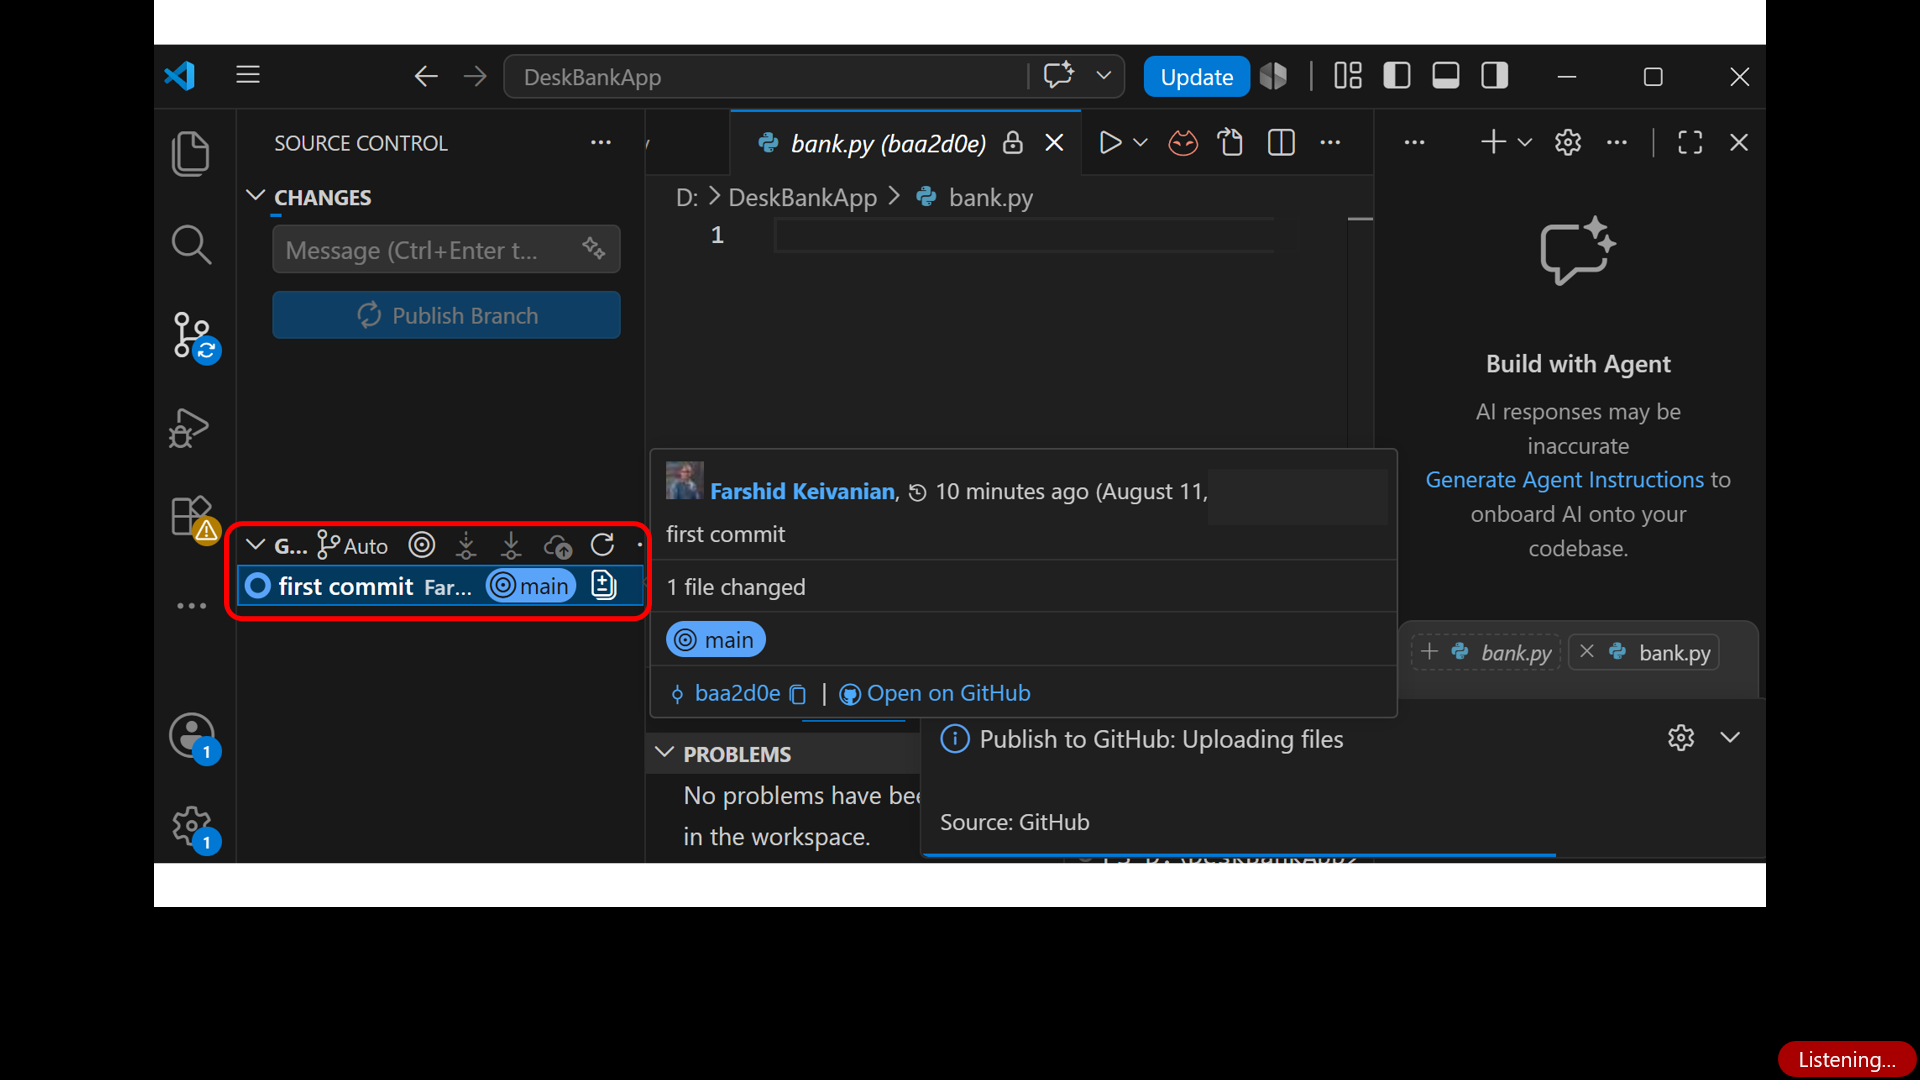 DeskBankApp
Update
SOURCE CONTROL
bank.py (baa2d0e)
CHANGES
D: > DeskBankApp > bank.py
Message (Ctrl+Enter t...
1
Publish Branch
Build with Agent
AI responses may be
inaccurate
Generate Agent Instructions to
onboard AI onto your
codebase.
G... Auto
first commit Far... main
Farshid Keivanian, 10 minutes ago (August 11,
first commit
1 file changed
main
baa2d0e | Open on GitHub
bank.py
bank.py
PROBLEMS
No problems have bee
in the workspace.
Publish to GitHub: Uploading files
Source: GitHub
1
1
Listening...